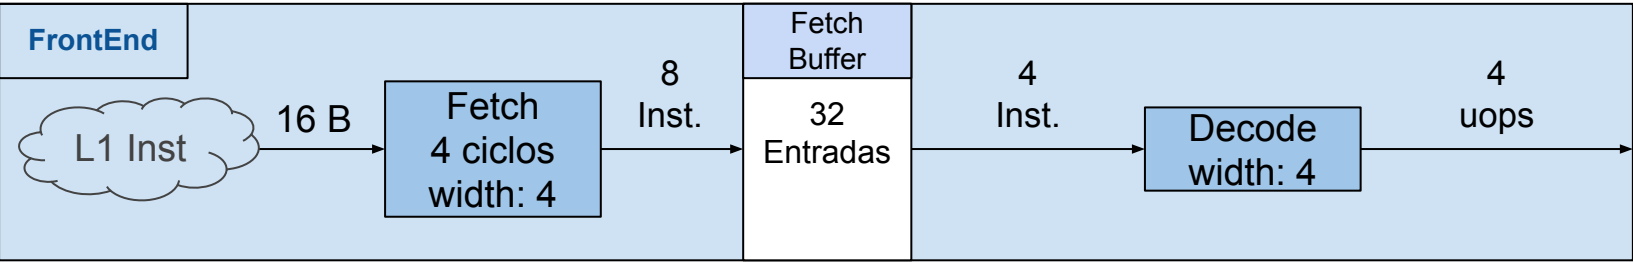 FrontEnd
L1 Inst
16 B
Fetch
4 ciclos
width: 4
8
Inst.
Fetch
Buffer
32
Entradas
4
Inst.
Decode
width: 4
4
uops